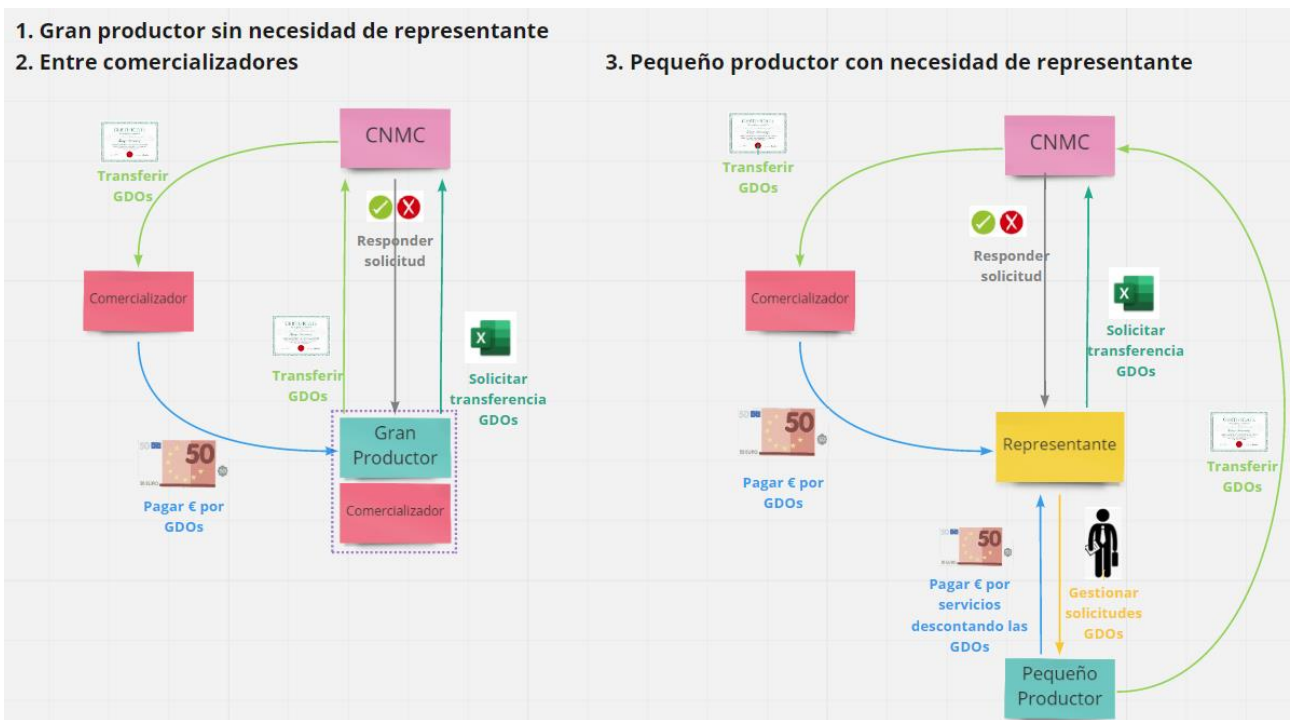 1. Gran productor sin necesidad de representante
2. Entre comercializadores
CNMC
Transferir
GDOs
Responder
solicitud
Comercializador
Transferir
GDOs
X
Solicitar
transferencia
GDOs
Gran
Productor
Comercializador
50
Pagar € por
GDOs
3. Pequeño productor con necesidad de representante
CNMC
Transferir
GDOs
Responder
solicitud
Comercializador
X
Solicitar
transferencia
GDOs
50
Pagar € por
GDOs
Representante
Transferir
GDOs
50
Pagar € por
servicios
descontando las
GDOs
Gestionar
solicitudes
GDOs
Pequeño
Productor